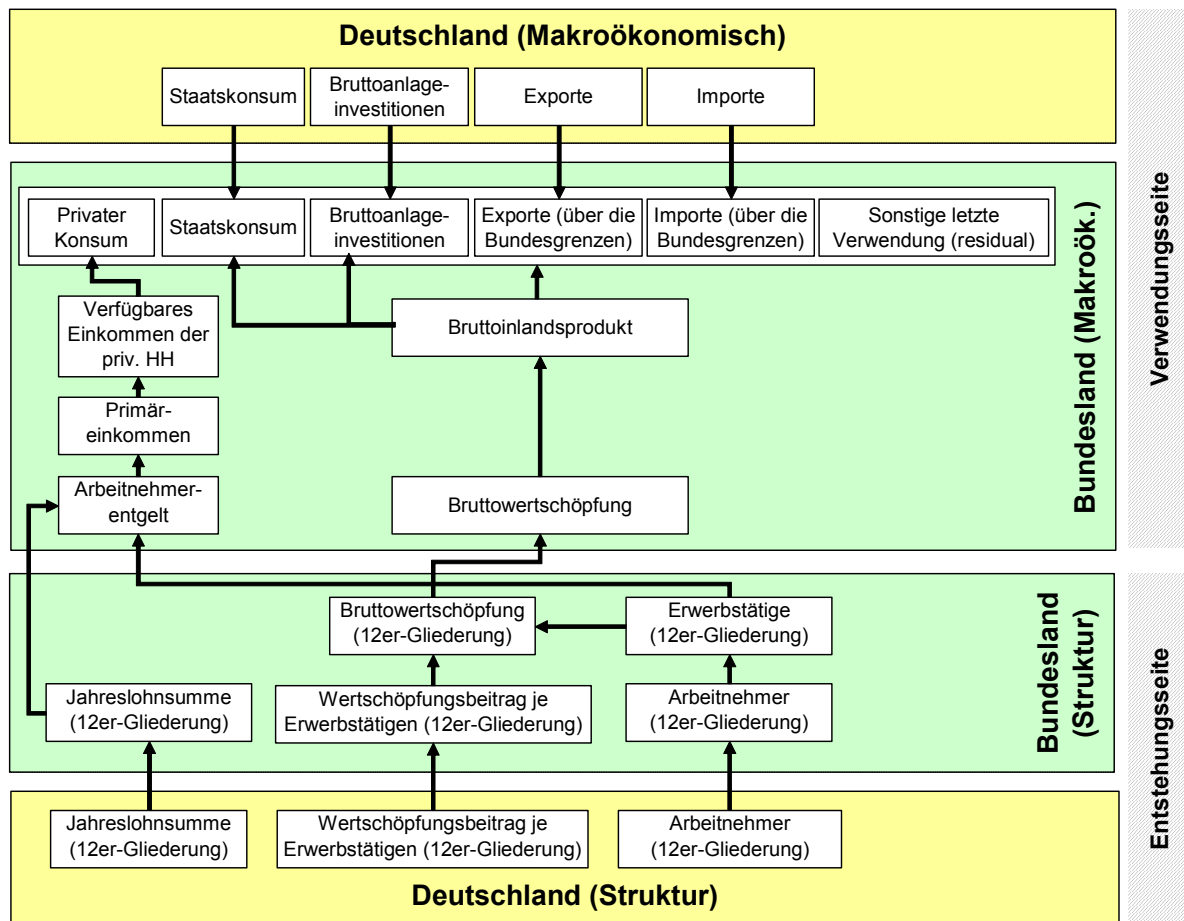 Deutschland (Makroökonomisch)
Staatskonsum
Bruttoanlage-
investitionen
Exporte
Importe
Privater
Konsum
Staatskonsum
Bruttoanlage-
investitionen
Exporte (über die
Bundesgrenzen)
Importe (über die
Bundesgrenzen)
Sonstige letzte
Verwendung (residual)
Verfügbares
Einkommen der
priv. HH
Bruttoinlandsprodukt
Primär-
einkommen
Arbeitnehmer-
entgelt
Bruttowertschöpfung
Bundesland (Makroök.)
Verwendungsseite
Bruttowertschöpfung
(12er-Gliederung)
Erwerbstätige
(12er-Gliederung)
Jahreslohnsumme
(12er-Gliederung)
Wertschöpfungsbeitrag je
Erwerbstätigen (12er-Gliederung)
Arbeitnehmer
(12er-Gliederung)
Bundesland
(Struktur)
Entstehungsseite
Jahreslohnsumme
(12er-Gliederung)
Wertschöpfungsbeitrag je
Erwerbstätigen (12er-Gliederung)
Arbeitnehmer
(12er-Gliederung)
Deutschland (Struktur)